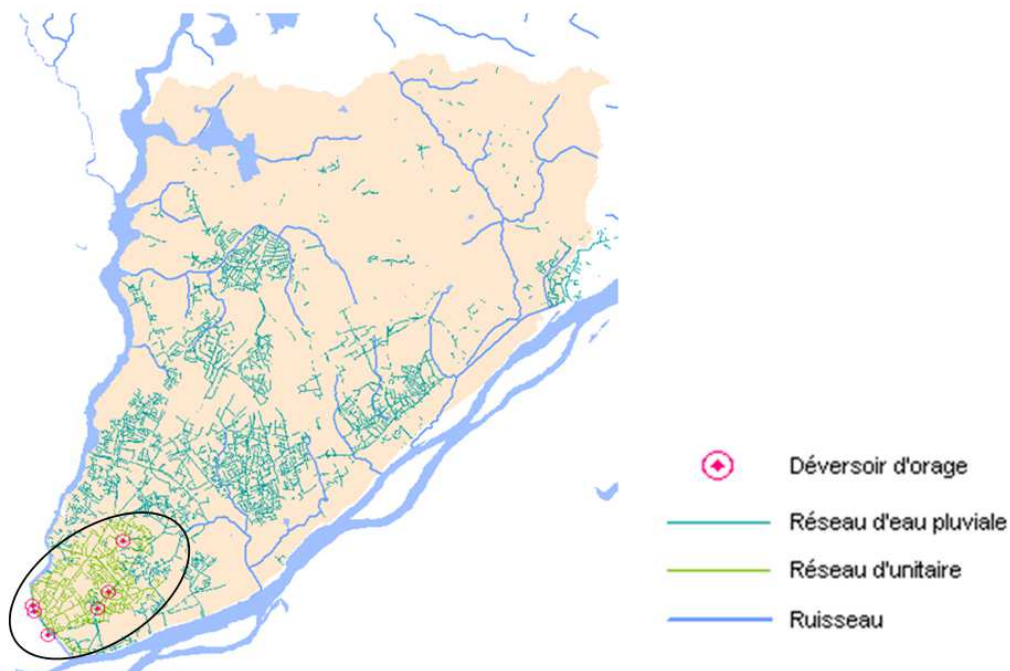 Déversoir d'orage
Réseau d'eau pluviale
Réseau d'unitaire
Ruisseau